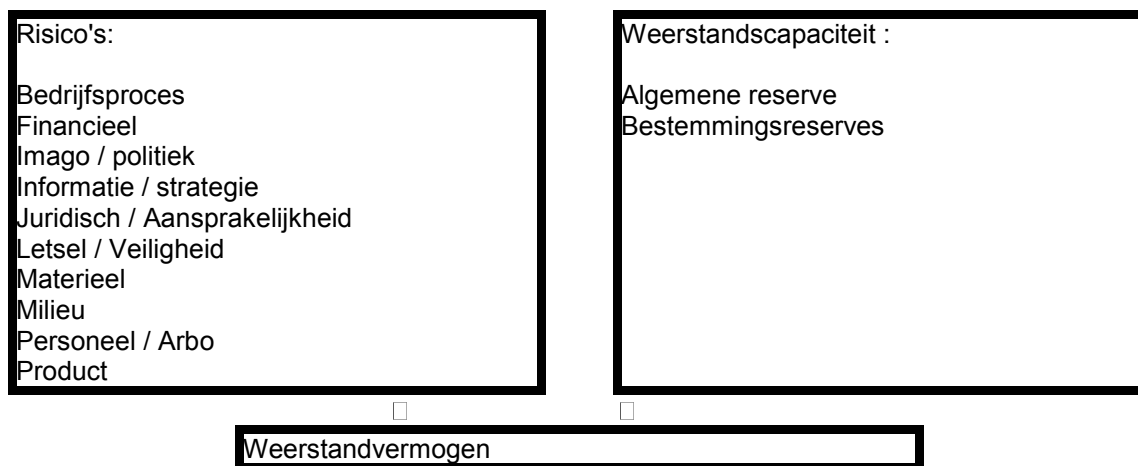 Risico's:
Bedrijfsproces
Financieel
Imago / politiek
Informatie / strategie
Juridisch / Aansprakelijkheid
Letsel / Veiligheid
Materieel
Milieu
Personeel / Arbo
Product
Weerstandscapaciteit :
Algemene reserve
Bestemmingsreserves
Weerstandvermogen